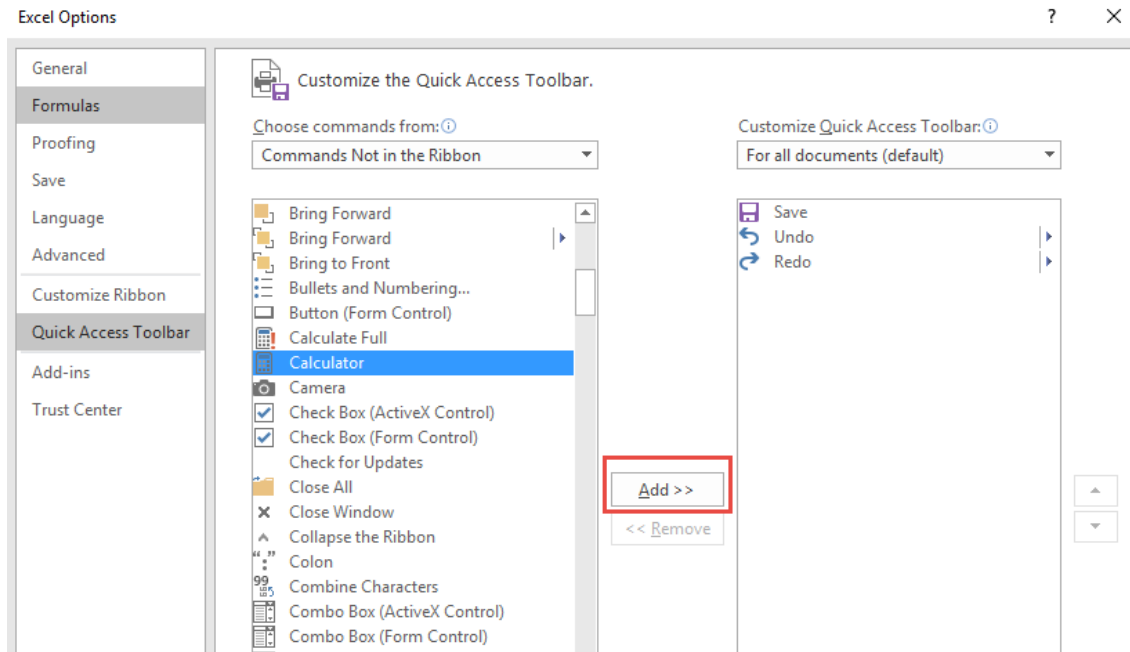 Excel Options
?
General
Formulas
Proofing
Save
Language
Advanced
Customize Ribbon
Quick Access Toolbar
Add-ins
Trust Center
Customize the Quick Access Toolbar.
Choose commands from:
Commands Not in the Ribbon
Bring Forward
Bring Forward
Bring to Front
Bullets and Numbering...
Button (Form Control)
Calculate Full
Calculator
Camera
Check Box (ActiveX Control)
Check Box (Form Control)
Check for Updates
Close All
Close Window
Collapse the Ribbon
Colon
Combine Characters
Combo Box (ActiveX Control)
Combo Box (Form Control)
Add >>
<< Remove
Customize Quick Access Toolbar:
For all documents (default)
Save
Undo
Redo